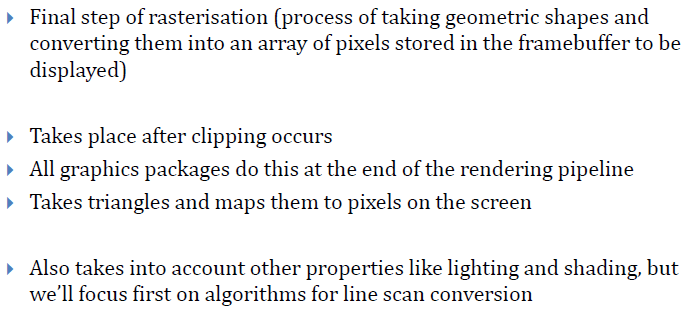 Final step of rasterisation (process of taking geometric shapes and
converting them into an array of pixels stored in the framebuffer to be
displayed)
Takes place after clipping occurs
All graphics packages do this at the end of the rendering pipeline
Takes triangles and maps them to pixels on the screen
Also takes into account other properties like lighting and shading, but
we’ll focus first on algorithms for line scan conversion